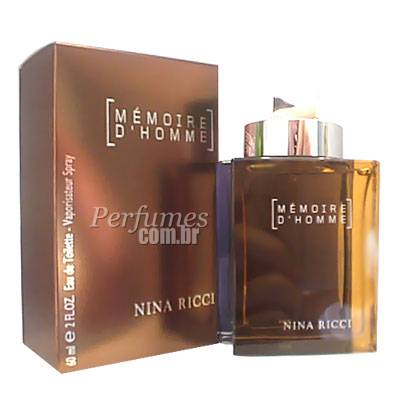 [MÉMOIRE
D'HOMME]
Perfumes
.com.br
NINA RICCI
60 ml e 2 FL.OZ Eau de Toilette - Vaporisateur Spray
[MÉMOIRE
D'HOMME]
NINA RICCI